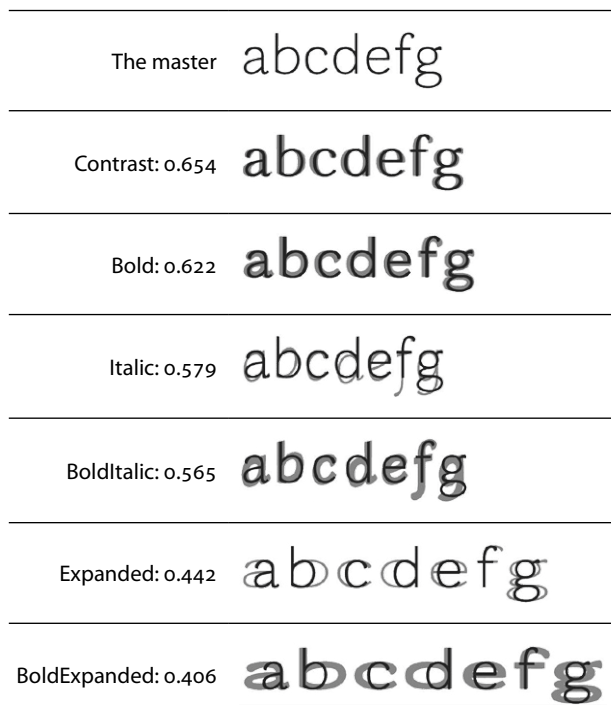 The master abcdefg
Contrast: 0.654 abcdefg
Bold: 0.622 abcdefg
Italic: 0.579 abcdefg
BoldItalic: 0.565 abcdefg
Expanded: 0.442 abcdefg
BoldExpanded: 0.406 abcdefg